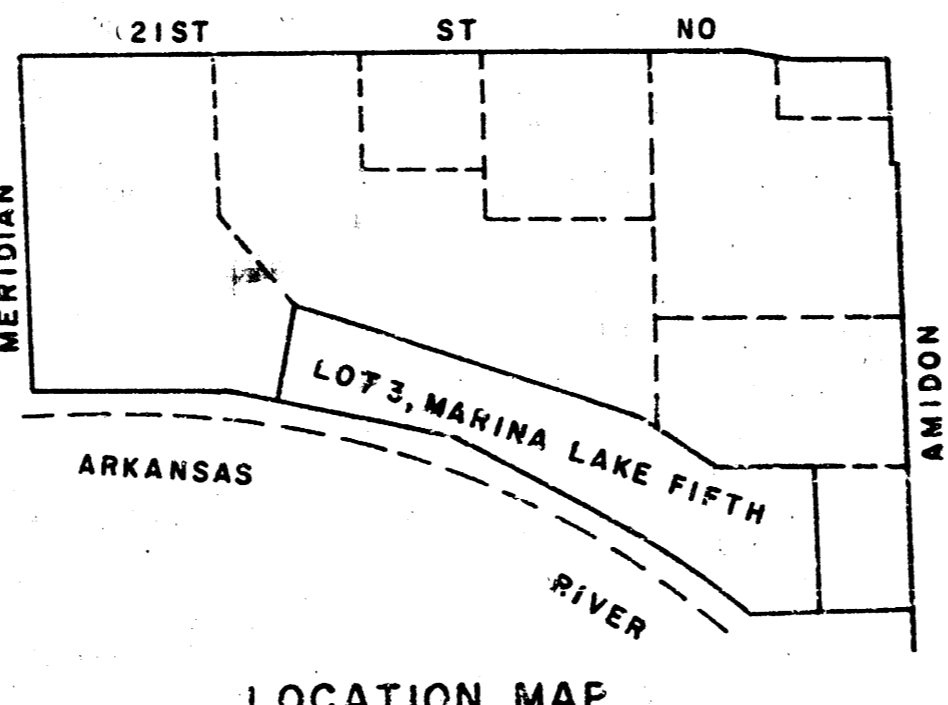 21ST ST NO
MERIDIAN
LOT 3, MARINA LAKE FIFTH
AMIDON
ARKANSAS
RIVER
LOCATION MAP